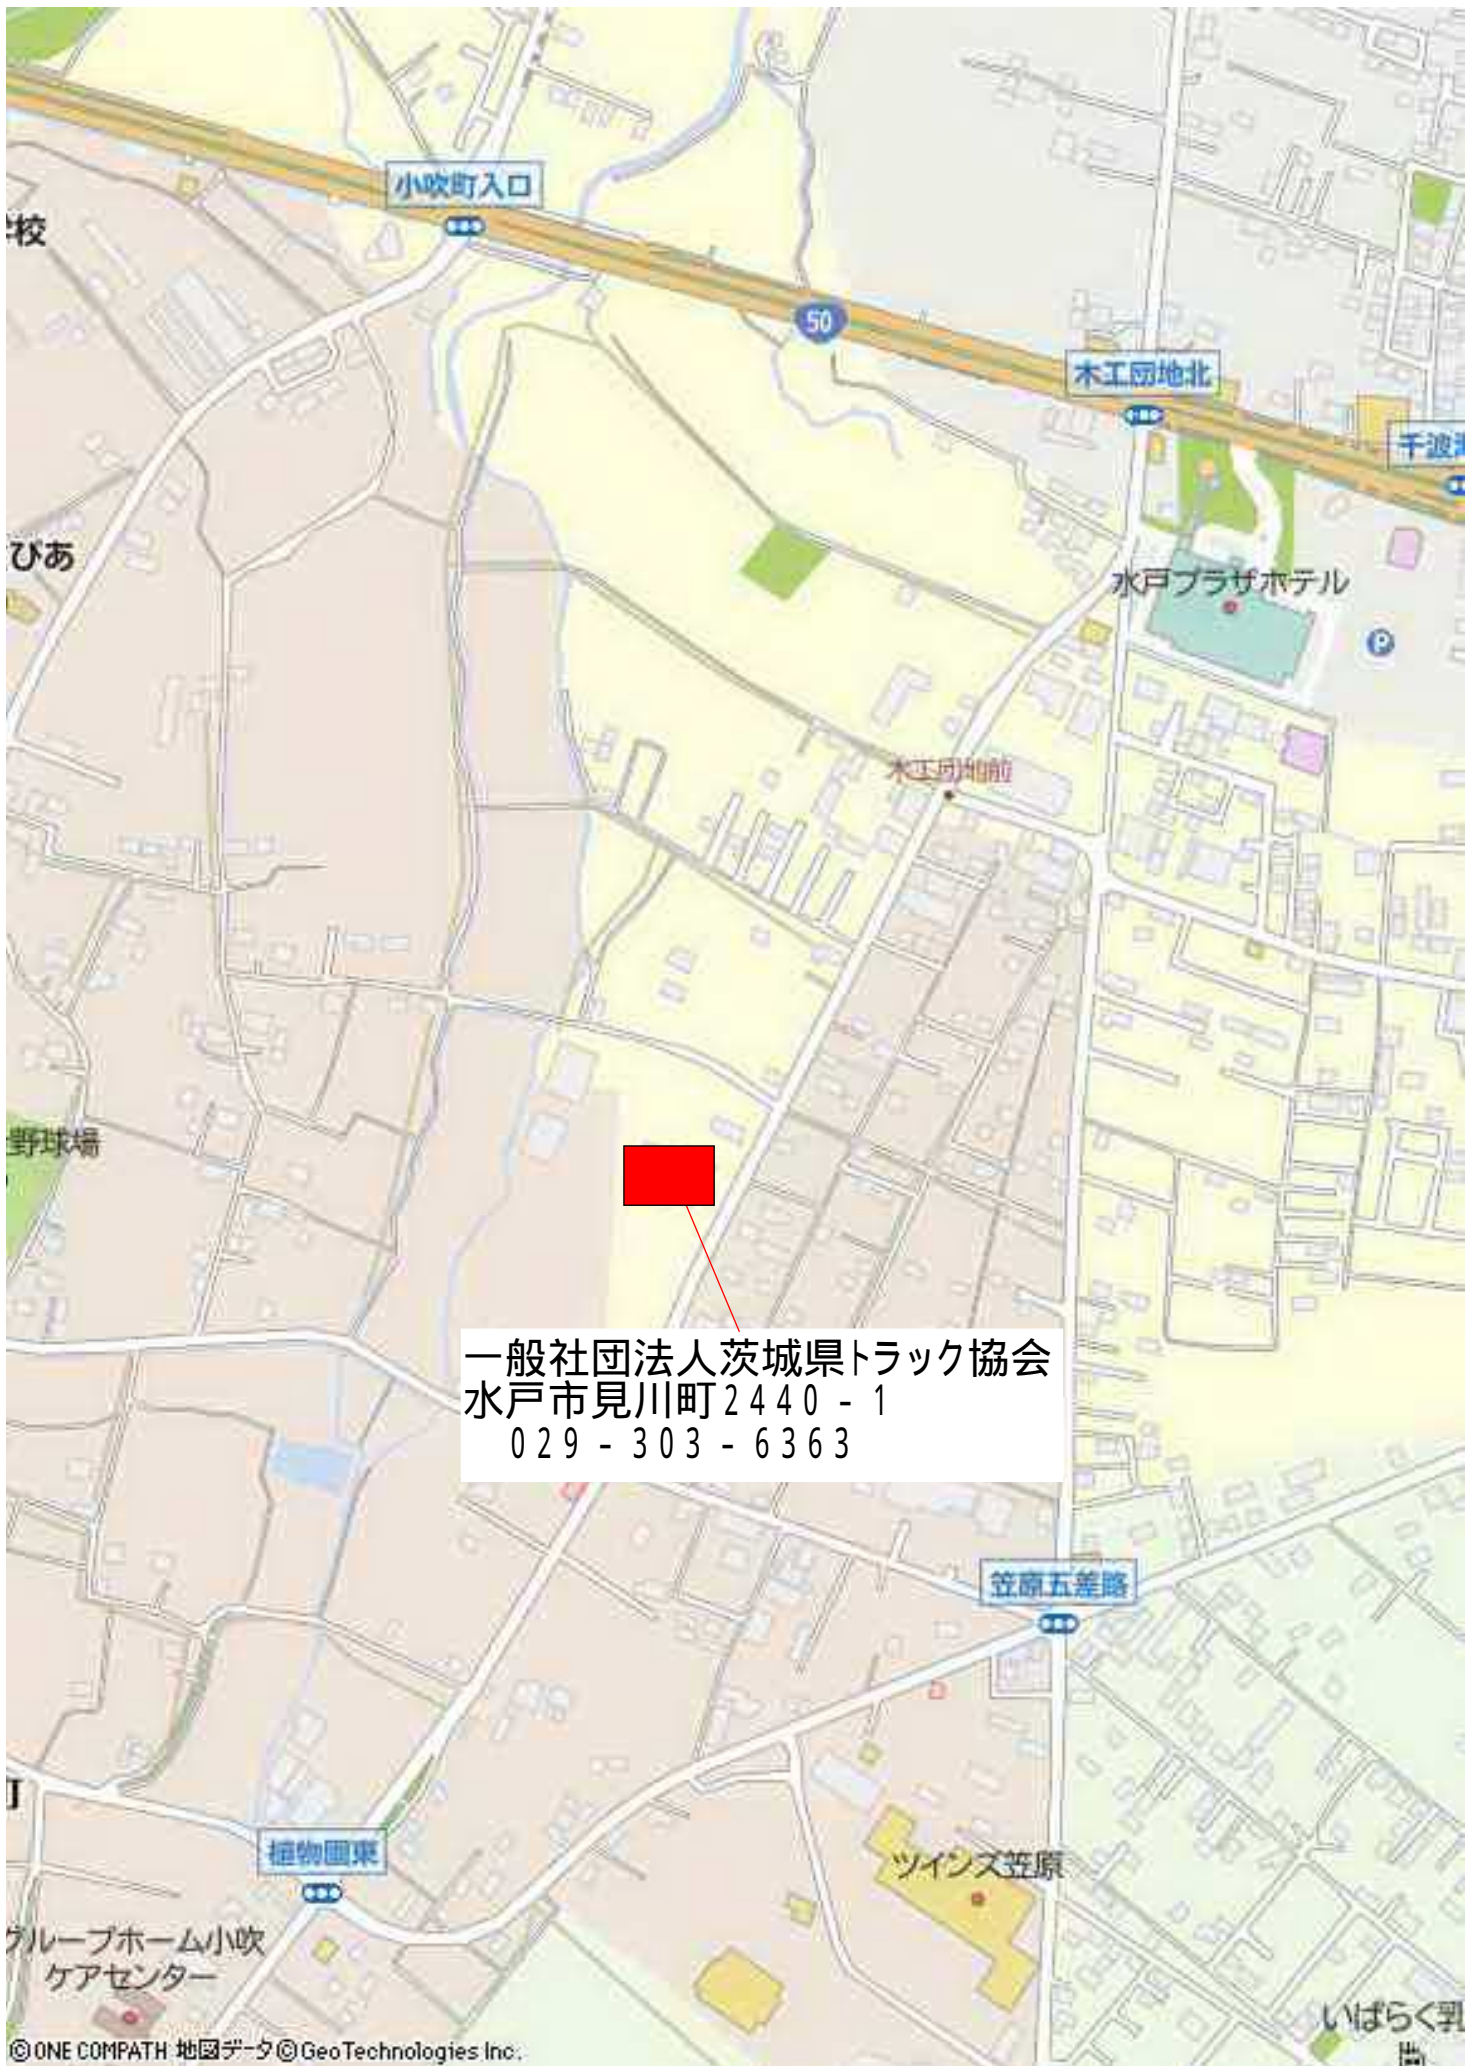 小吹町入口
校
50
木工団地北
千波
ぴあ
水戸プラザホテル
P
木工団地前
野球場
一般社団法人茨城県トラック協会
水戸市見川町2440-1
029-303-6363
笠原五差路
植物園東
ツインズ笠原
グループホーム小吹
ケアセンター
いばらく乳
©ONE COMPATH 地図データ©GeoTechnologies Inc.